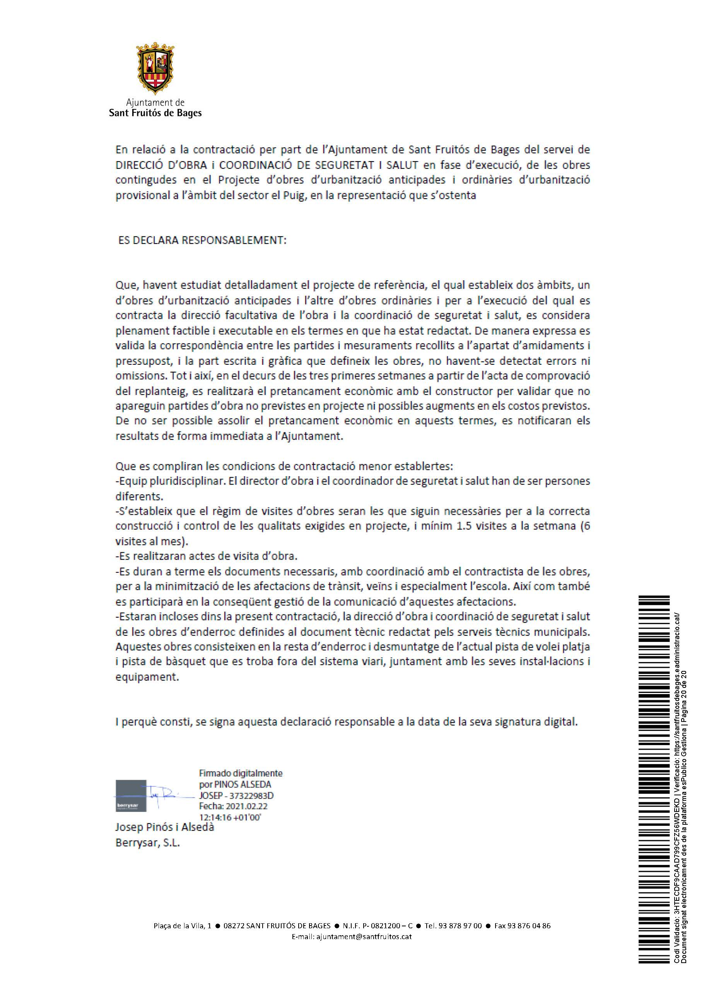 Ajuntament de
Sant Fruitós de Bages
En relació a la contractació per part de l’Ajuntament de Sant Fruitós de Bages del servei de
DIRECCIÓ D’OBRA i COORDINACIÓ DE SEGURETAT I SALUT en fase d’execució, de les obres
contingudes en el Projecte d’obres d’urbanització anticipades i ordinàries d’urbanització
provisional a l’àmbit del sector el Puig, en la representació que s’ostenta
ES DECLARA RESPONSABLEMENT:
Que, havent estudiat detalladament el projecte de referència, el qual estableix dos àmbits, un
d’obres d’urbanització anticipades i l’altre d’obres ordinàries i per a l’execució del qual es
contracta la direcció facultativa de l’obra i la coordinació de seguretat i salut, es considera
plenament factible i executable en els termes en que ha estat redactat. De manera expressa es
valida la correspondència entre les partides i mesuraments recollits a l’apartat d’amidaments i
pressupost, i la part escrita i gràfica que defineix les obres, no havent-se detectat errors ni
omissions. Tot i així, en el decurs de les tres primeres setmanes a partir de l’acta de comprovació
del replanteig, es realitzarà el pretancament econòmic amb el constructor per validar que no
apareguin partides d’obra no previstes en projecte ni possibles augments en els costos previstos.
De no ser possible assolir el pretancament econòmic en aquests termes, es notificaran els
resultats de forma immediata a l’Ajuntament.
Que es compliran les condicions de contractació menor establertes:
-Equip pluridisciplinar. El director d’obra i el coordinador de seguretat i salut han de ser persones
diferents.
-S’estableix que el règim de visites d’obres seran les que siguin necessàries per a la correcta
construcció i control de les qualitats exigides en projecte, i mínim 1.5 visites a la setmana (6
visites al mes).
-Es realitzaran actes de visita d’obra.
-Es duran a terme els documents necessaris, amb coordinació amb el contractista de les obres,
per a la minimització de les afectacions de trànsit, veïns i especialment l’escola. Així com també
es participarà en la conseqüent gestió de la comunicació d’aquestes afectacions.
-Estaran incloses dins la present contractació, la direcció d’obra i coordinació de seguretat i salut
de les obres d’enderroc definides al document tècnic redactat pels serveis tècnics municipals.
Aquestes obres consisteixen en la resta d’enderroc i desmuntatge de l’actual pista de volei platja
i pista de bàsquet que es troba fora del sistema viari, juntament amb les seves instal·lacions i
equipament.
I perquè consti, se signa aquesta declaració responsable a la data de la seva signatura digital.
berrysar
Firmado digitalmente
por PINOS ALSEDA
JOSEP - 37322983D
Fecha: 2021.02.22
12:14:16 +01'00'
Josep Pinós i Alsedà
Berrysar, S.L.
Plaça de la Vila, 1 ● 08272 SANT FRUITÓS DE BAGES ● N.I.F. P- 0821200 – C ● Tel. 93 878 97 00 ● Fax 93 876 04 86
E-mail: ajuntament@santfruitos.cat
Codi Validació: 3HTECDF9CAAD799CFZ56WDEKD | Verificació: https://santfruitosdebages.eadministracio.cat/
Document signat electrònicament des de la plataforma esPublico Gestiona | Pàgina 20 de 20